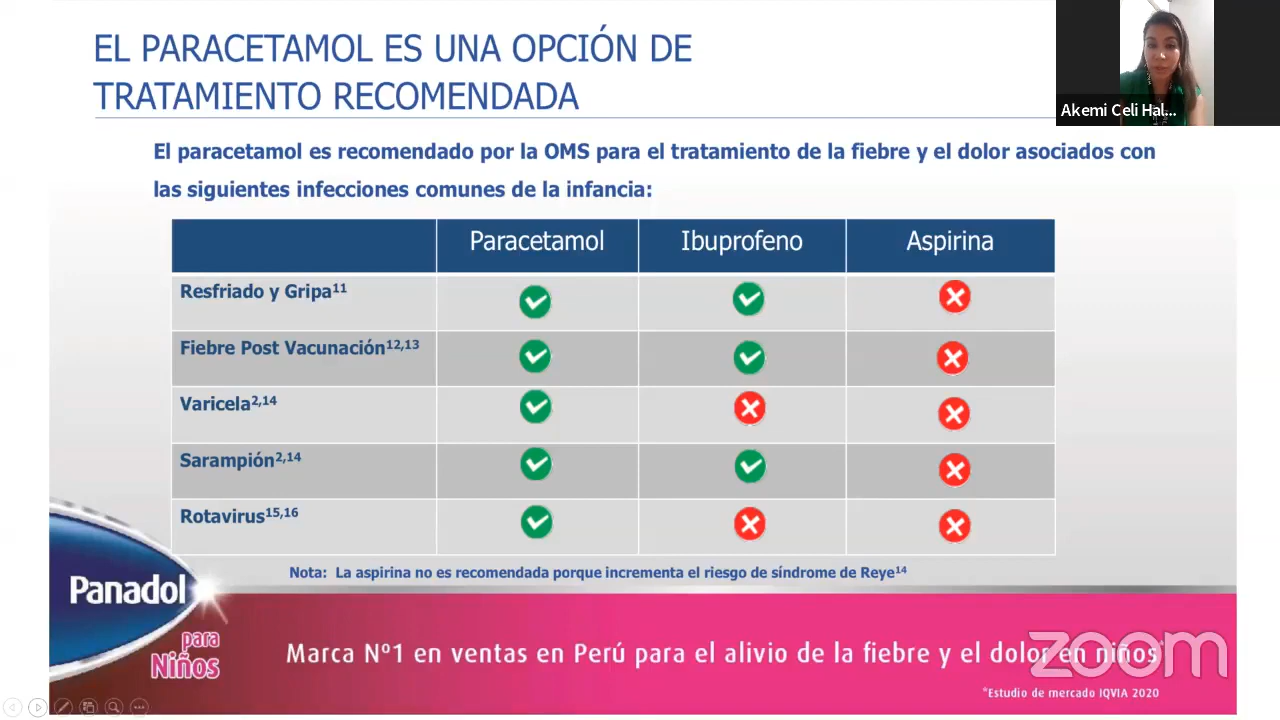 EL PARACETAMOL ES UNA OPCIÓN DE
TRATAMIENTO RECOMENDADA
Akemi Celi Hal...
El paracetamol es recomendado por la OMS para el tratamiento de la fiebre y el dolor asociados con
las siguientes infecciones comunes de la infancia:
Paracetamol Ibuprofeno Aspirina
Resfriado y Gripa¹¹
Fiebre Post Vacunación¹²,¹³
Varicela²,¹⁴
Sarampión²,¹⁴
Rotavirus¹⁵,¹⁶
Nota: La aspirina no es recomendada porque incrementa el riesgo de síndrome de Reye¹⁴
Panadol
para
Niños
Marca Nº1 en ventas en Perú para el alivio de la fiebre y el dolor en niños*
zoom
*Estudio de mercado IQVIA 2020